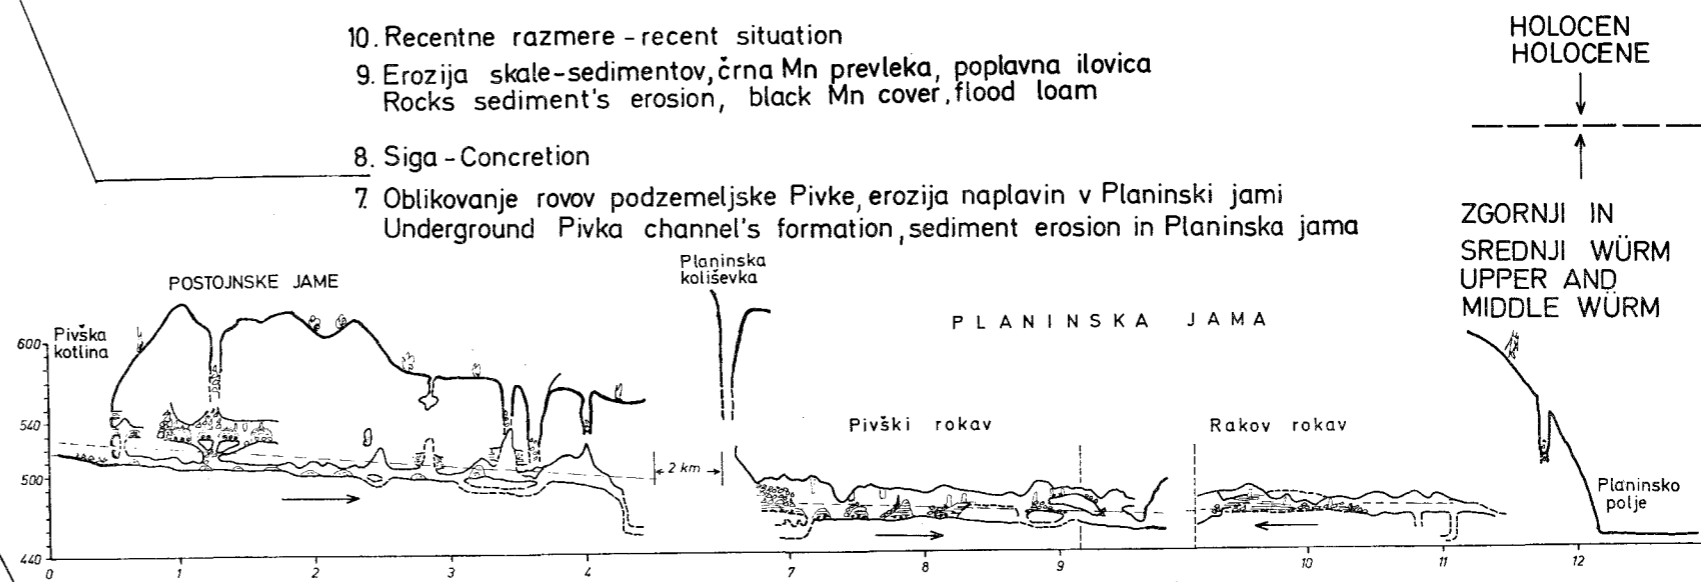 10. Recentne razmere - recent situation
9. Erozija skale-sedimentov, črna Mn prevleka, poplavna ilovica
Rocks sediment's erosion, black Mn cover, flood loam
8. Siga - Concretion
7. Oblikovanje rovov podzemeljske Pivke, erozija naplavin v Planinski jami
Underground Pivka channel's formation, sediment erosion in Planinska jama
HOLOCEN
HOLOCENE
ZGORNJI IN
SREDNJI WÜRM
UPPER AND
MIDDLE WÜRM
POSTOJNSKE JAME
Planinska
koliševka
PLANINSKA JAMA
Pivška
kotlina
Pivški rokav
Rakov rokav
2 km
Planinsko
polje
600
540
500
440
0 1 2 3 4 7 8 9 10 11 12